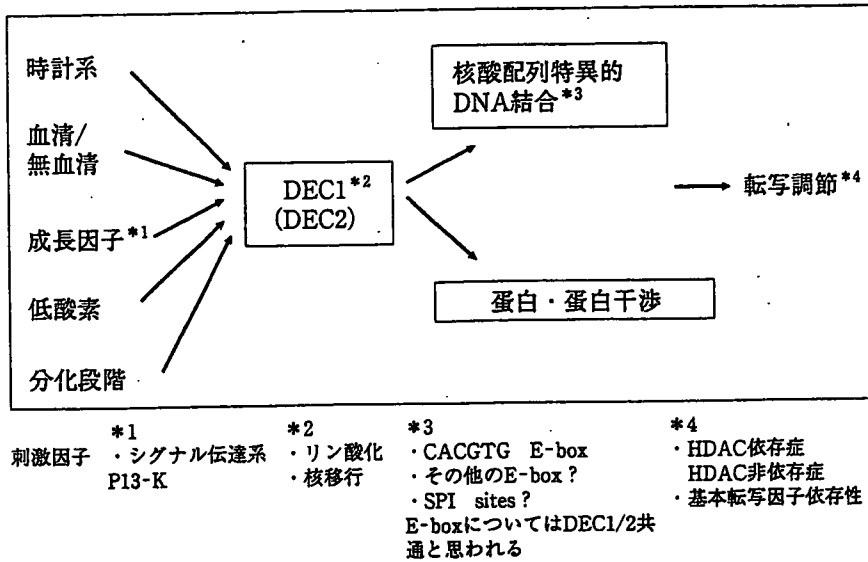 時計系
血清/
無血清
成長因子*1
低酸素
分化段階
DEC1*2
(DEC2)
核酸配列特異的
DNA結合*3
蛋白・蛋白干渉
転写調節*4
刺激因子
*1
・シグナル伝達系
P13-K
*2
・リン酸化
・核移行
*3
・CACGTG E-box
・その他のE-box?
・SPI sites?
E-boxについてはDEC1/2共
通と思われる
*4
・HDAC依存症
HDAC非依存症
・基本転写因子依存性